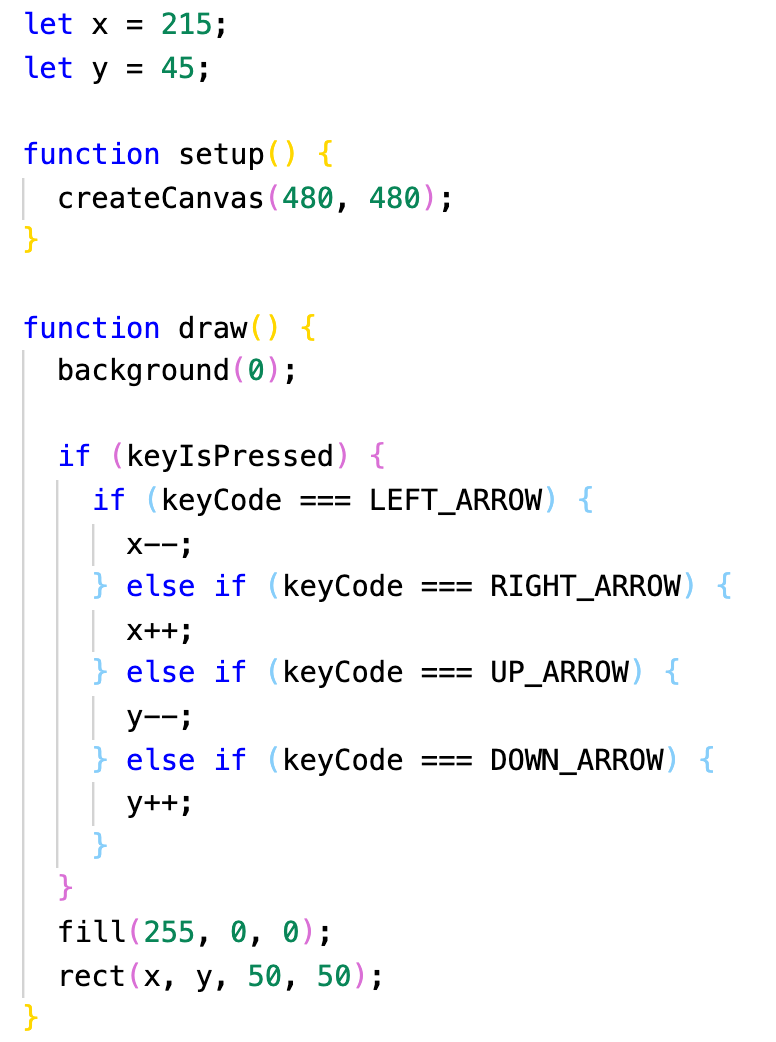 let x = 215;
let y = 45;

function setup() {
  createCanvas(480, 480);
}

function draw() {
  background(0);

  if (keyIsPressed) {
    if (keyCode === LEFT_ARROW) {
      x--;
    } else if (keyCode === RIGHT_ARROW) {
      x++;
    } else if (keyCode === UP_ARROW) {
      y--;
    } else if (keyCode === DOWN_ARROW) {
      y++;
    }
  }
  fill(255, 0, 0);
  rect(x, y, 50, 50);
}